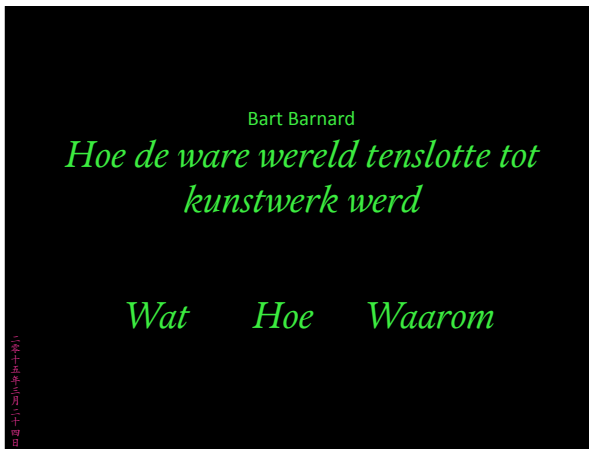 Bart Barnard
Hoe de ware wereld tenslotte tot
kunstwerk werd
Wat Hoe Waarom
二零十五年三月二十四日